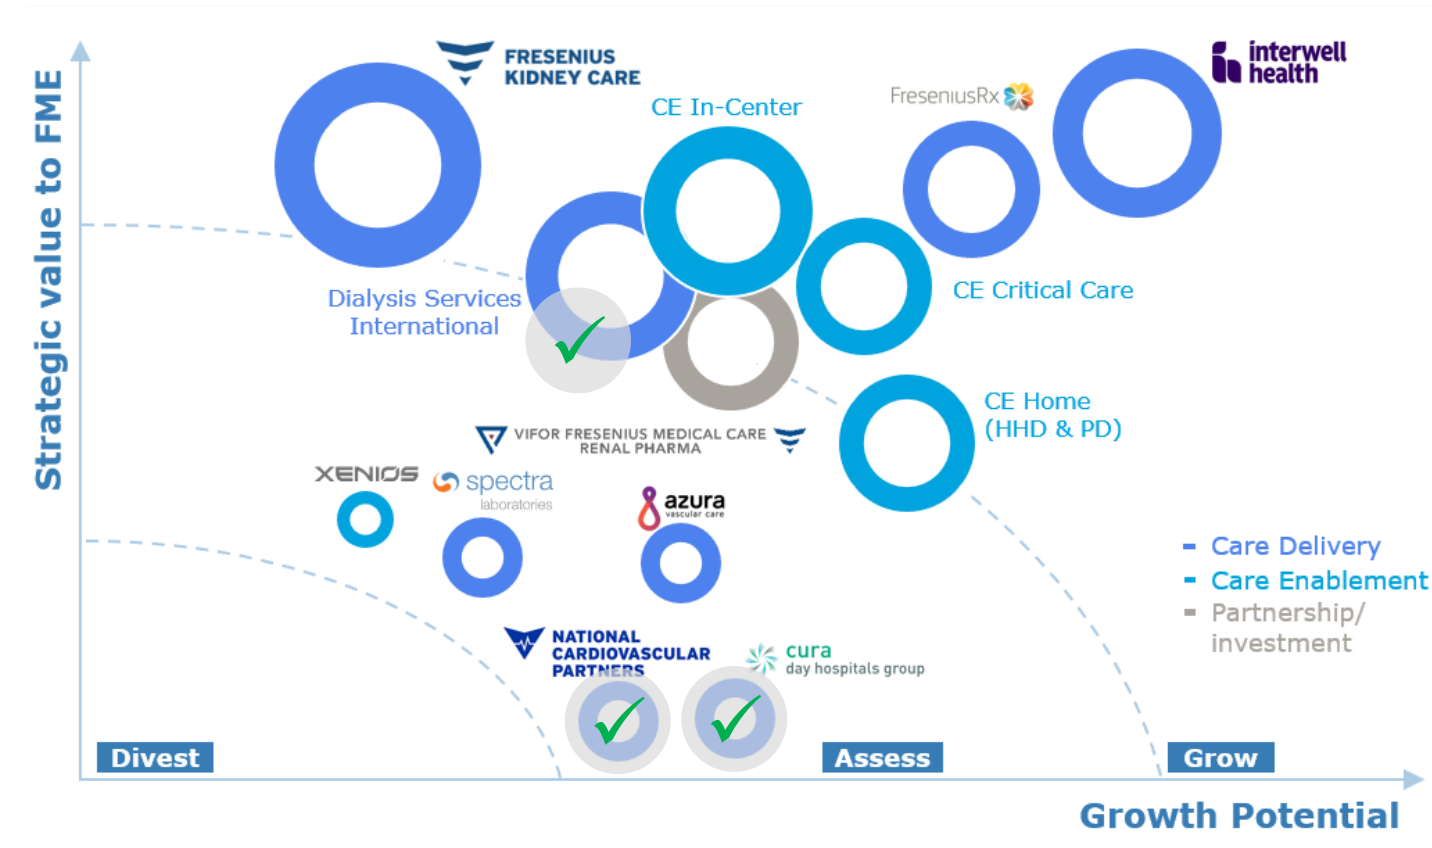 Strategic value to FME
FRESENIUS
KIDNEY CARE
CE In-Center
FreseniusRx
interwell
health
Dialysis Services
International
CE Critical Care
CE Home
(HHD & PD)
VIFOR FRESENIUS MEDICAL CARE
RENAL PHARMA
XENIOS
spectra
laboratories
azura
vascular care
Care Delivery
Care Enablement
Partnership/
investment
NATIONAL
CARDIOVASCULAR
PARTNERS
cura
day hospitals group
Divest
Assess
Grow
Growth Potential